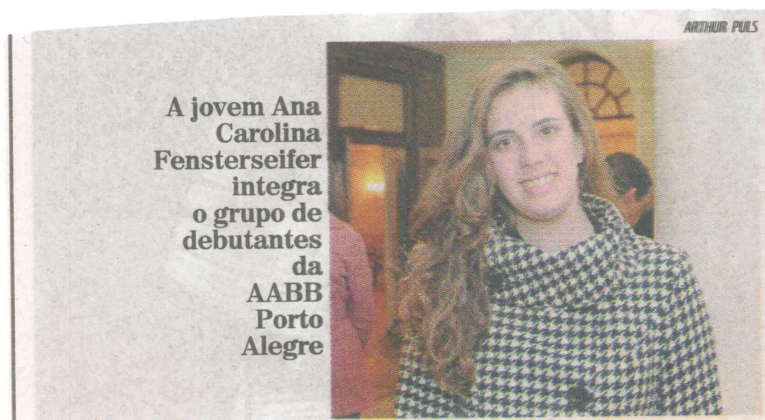 ARTHUR PULS
A jovem Ana
Carolina
Fensterseifer
integra
o grupo de
debutantes
da
AABB
Porto
Alegre